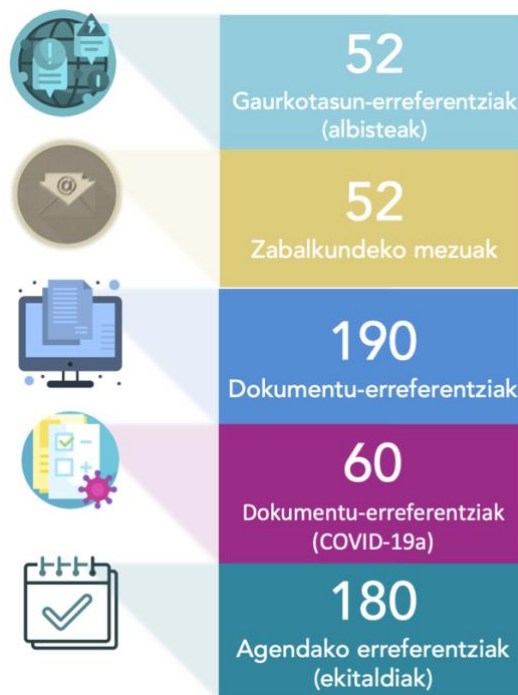 52
Gaurkotasun-erreferentziak
(albisteak)
@
52
Zabalkundeko mezuak
190
Dokumentu-erreferentziak
60
Dokumentu-erreferentziak
(COVID-19a)
180
Agendako erreferentziak
(ekitaldiak)